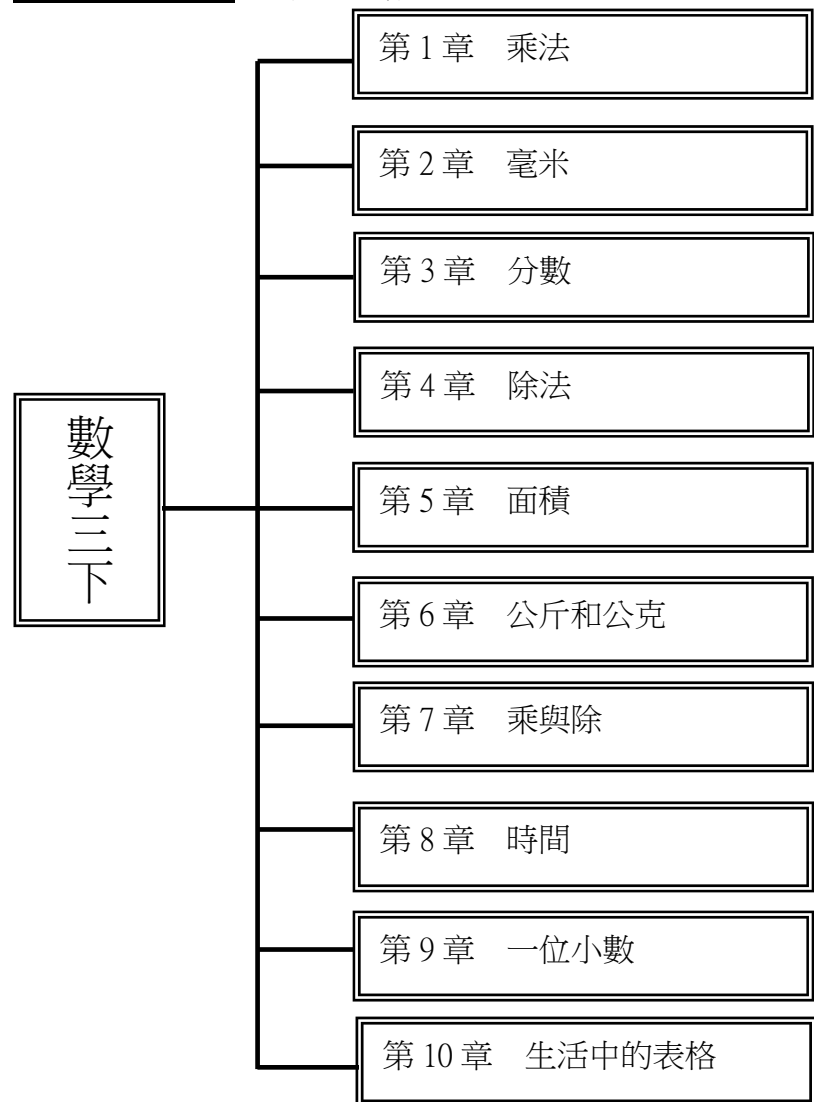 第 1 章　乘法
第 2 章　毫米
第 3 章　分數
第 4 章　除法
數學三下
第 5 章　面積
第 6 章　公斤和公克
第 7 章　乘與除
第 8 章　時間
第 9 章　一位小數
第 10 章　生活中的表格